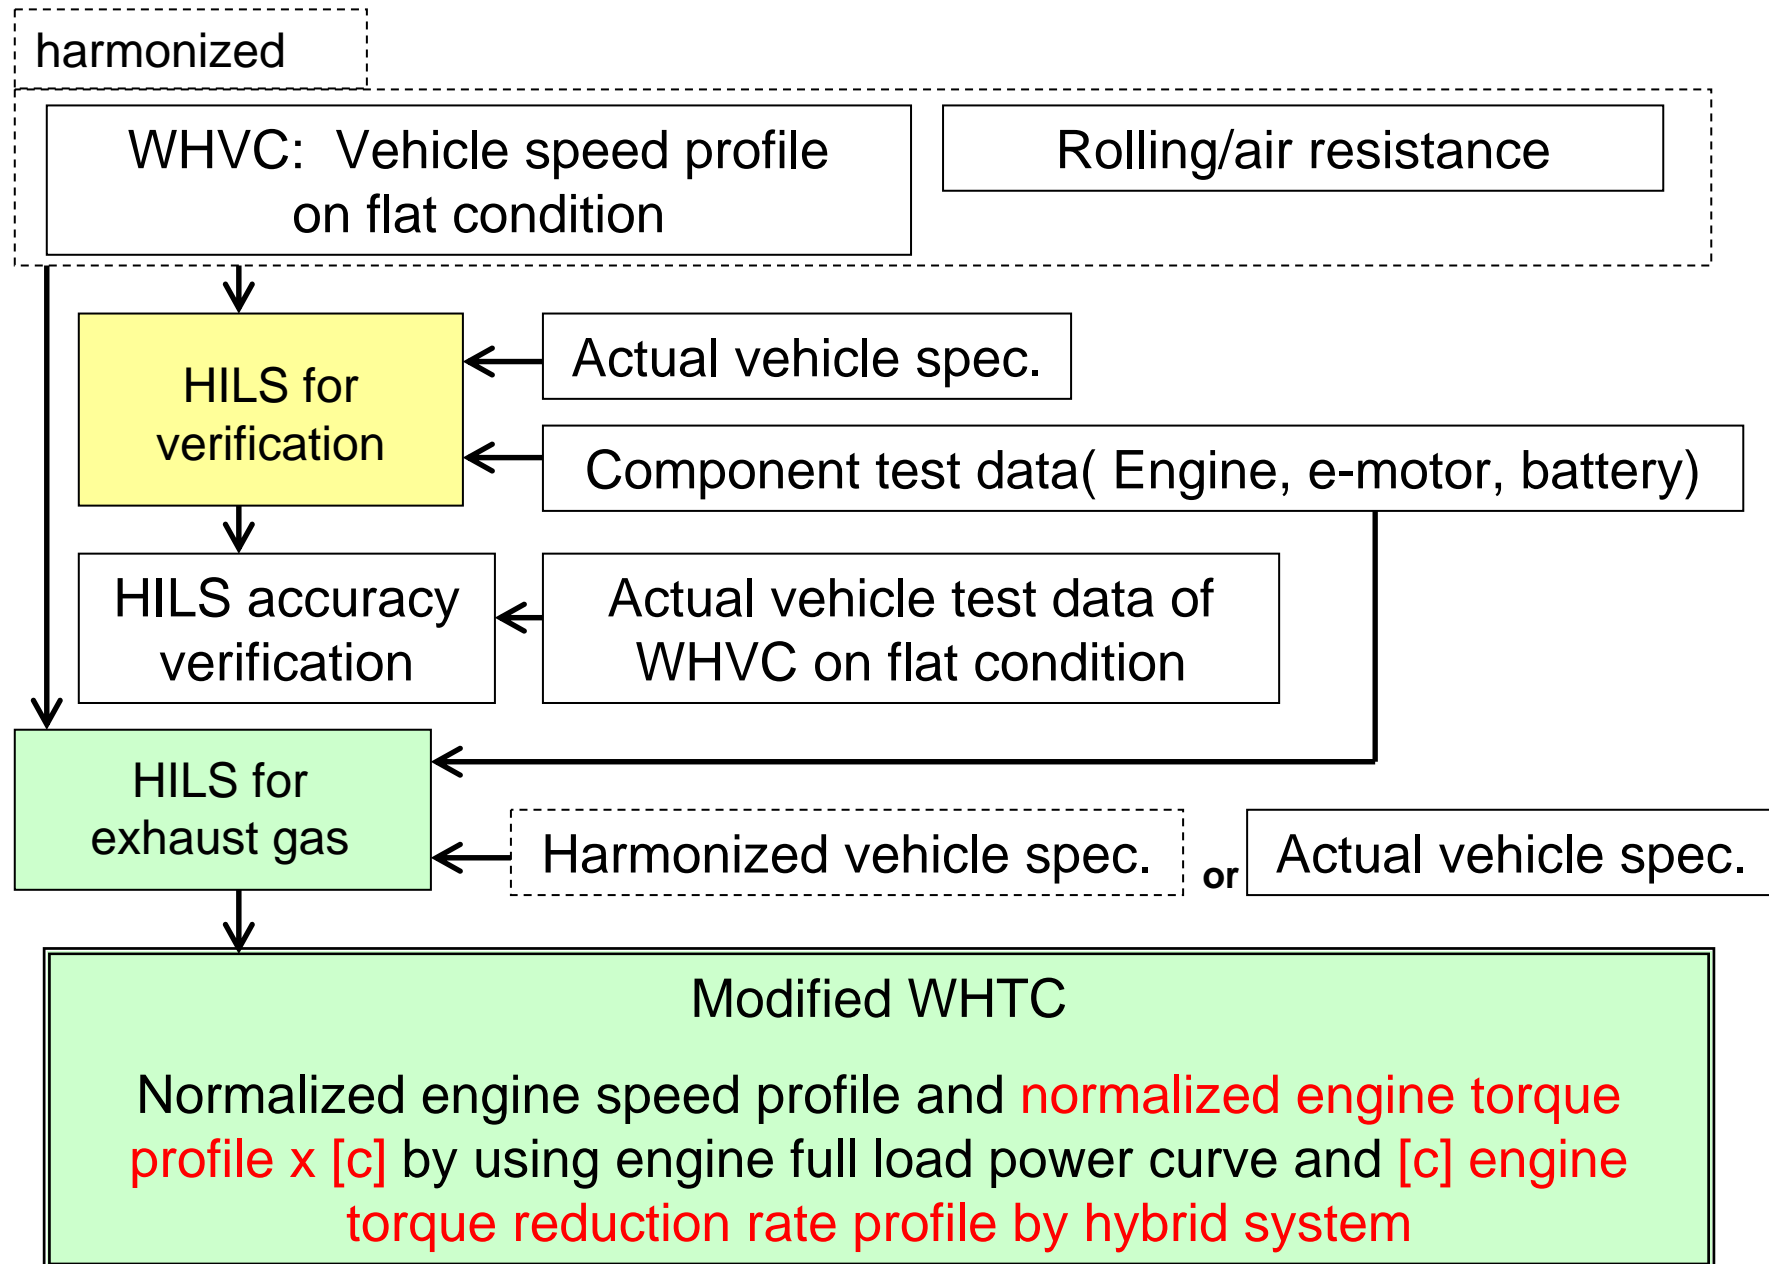 harmonized
WHVC:  Vehicle speed profile
on flat condition
Rolling/air resistance
HILS for
verification
Actual vehicle spec.
Component test data( Engine, e-motor, battery)
HILS accuracy
verification
Actual vehicle test data of
WHVC on flat condition
HILS for
exhaust gas
Harmonized vehicle spec.
or
Actual vehicle spec.
Modified WHTC
Normalized engine speed profile and normalized engine torque
profile x [c] by using engine full load power curve and [c] engine
torque reduction rate profile by hybrid system